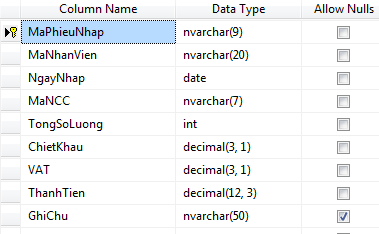 Column Name Data Type Allow Nulls
MaPhieuNhap nvarchar(9)
MaNhanVien nvarchar(20)
NgayNhap date
MaNCC nvarchar(7)
TongSoLuong int
ChietKhau decimal(3, 1)
VAT decimal(3, 1)
ThanhTien decimal(12, 3)
GhiChu nvarchar(50)